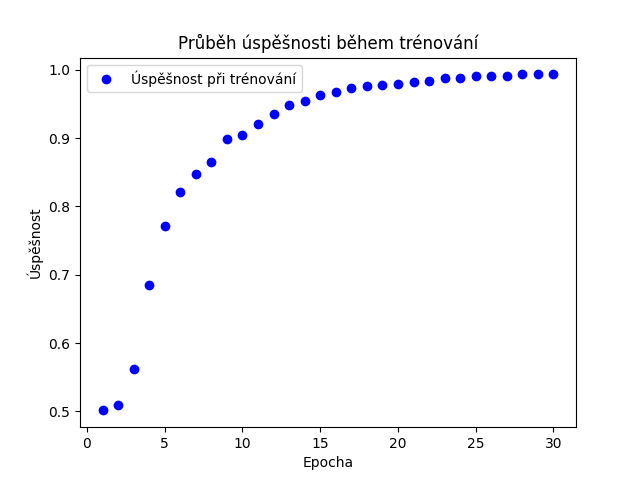 Průběh úspěšnosti během trénování
Úspěšnost při trénování
1.0
0.9
0.8
0.7
0.6
0.5
Úspěšnost
0 5 10 15 20 25 30
Epocha